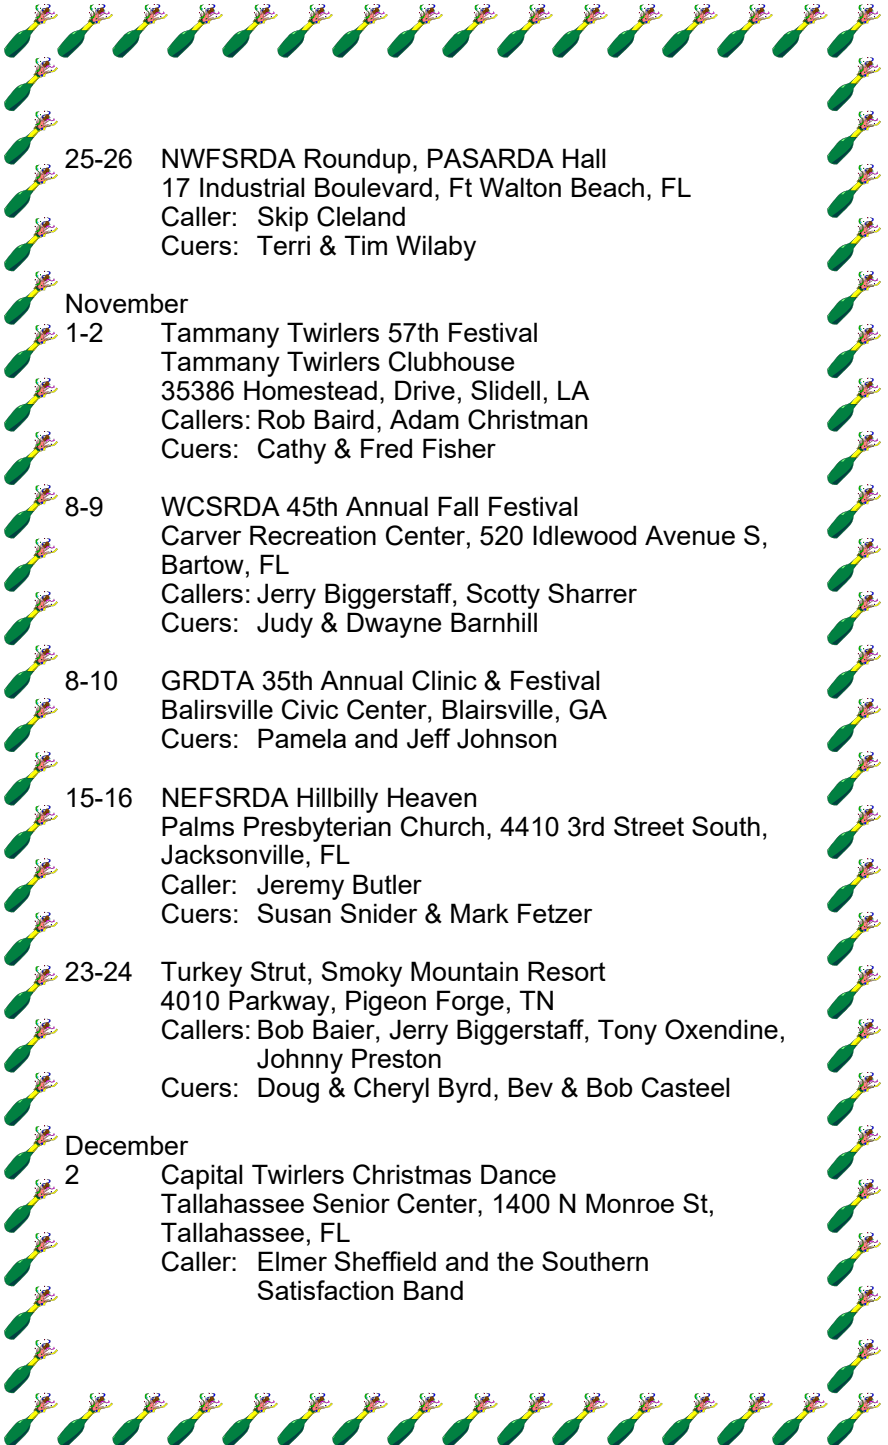 25-26 NWFSRDA Roundup, PASARDA Hall
17 Industrial Boulevard, Ft Walton Beach, FL
Caller: Skip Cleland
Cuers: Terri & Tim Wilaby
November
1-2 Tammany Twirlers 57th Festival
Tammany Twirlers Clubhouse
35386 Homestead, Drive, Slidell, LA
Callers: Rob Baird, Adam Christman
Cuers: Cathy & Fred Fisher
8-9 WCSRDA 45th Annual Fall Festival
Carver Recreation Center, 520 Idlewood Avenue S,
Bartow, FL
Callers: Jerry Biggerstaff, Scotty Sharrer
Cuers: Judy & Dwayne Barnhill
8-10 GRDTA 35th Annual Clinic & Festival
Balirsville Civic Center, Blairsville, GA
Cuers: Pamela and Jeff Johnson
15-16 NEFSRDA Hillbilly Heaven
Palms Presbyterian Church, 4410 3rd Street South,
Jacksonville, FL
Caller: Jeremy Butler
Cuers: Susan Snider & Mark Fetzer
23-24 Turkey Strut, Smoky Mountain Resort
4010 Parkway, Pigeon Forge, TN
Callers: Bob Baier, Jerry Biggerstaff, Tony Oxendine,
Johnny Preston
Cuers: Doug & Cheryl Byrd, Bev & Bob Casteel
December
2 Capital Twirlers Christmas Dance
Tallahassee Senior Center, 1400 N Monroe St,
Tallahassee, FL
Caller: Elmer Sheffield and the Southern
Satisfaction Band